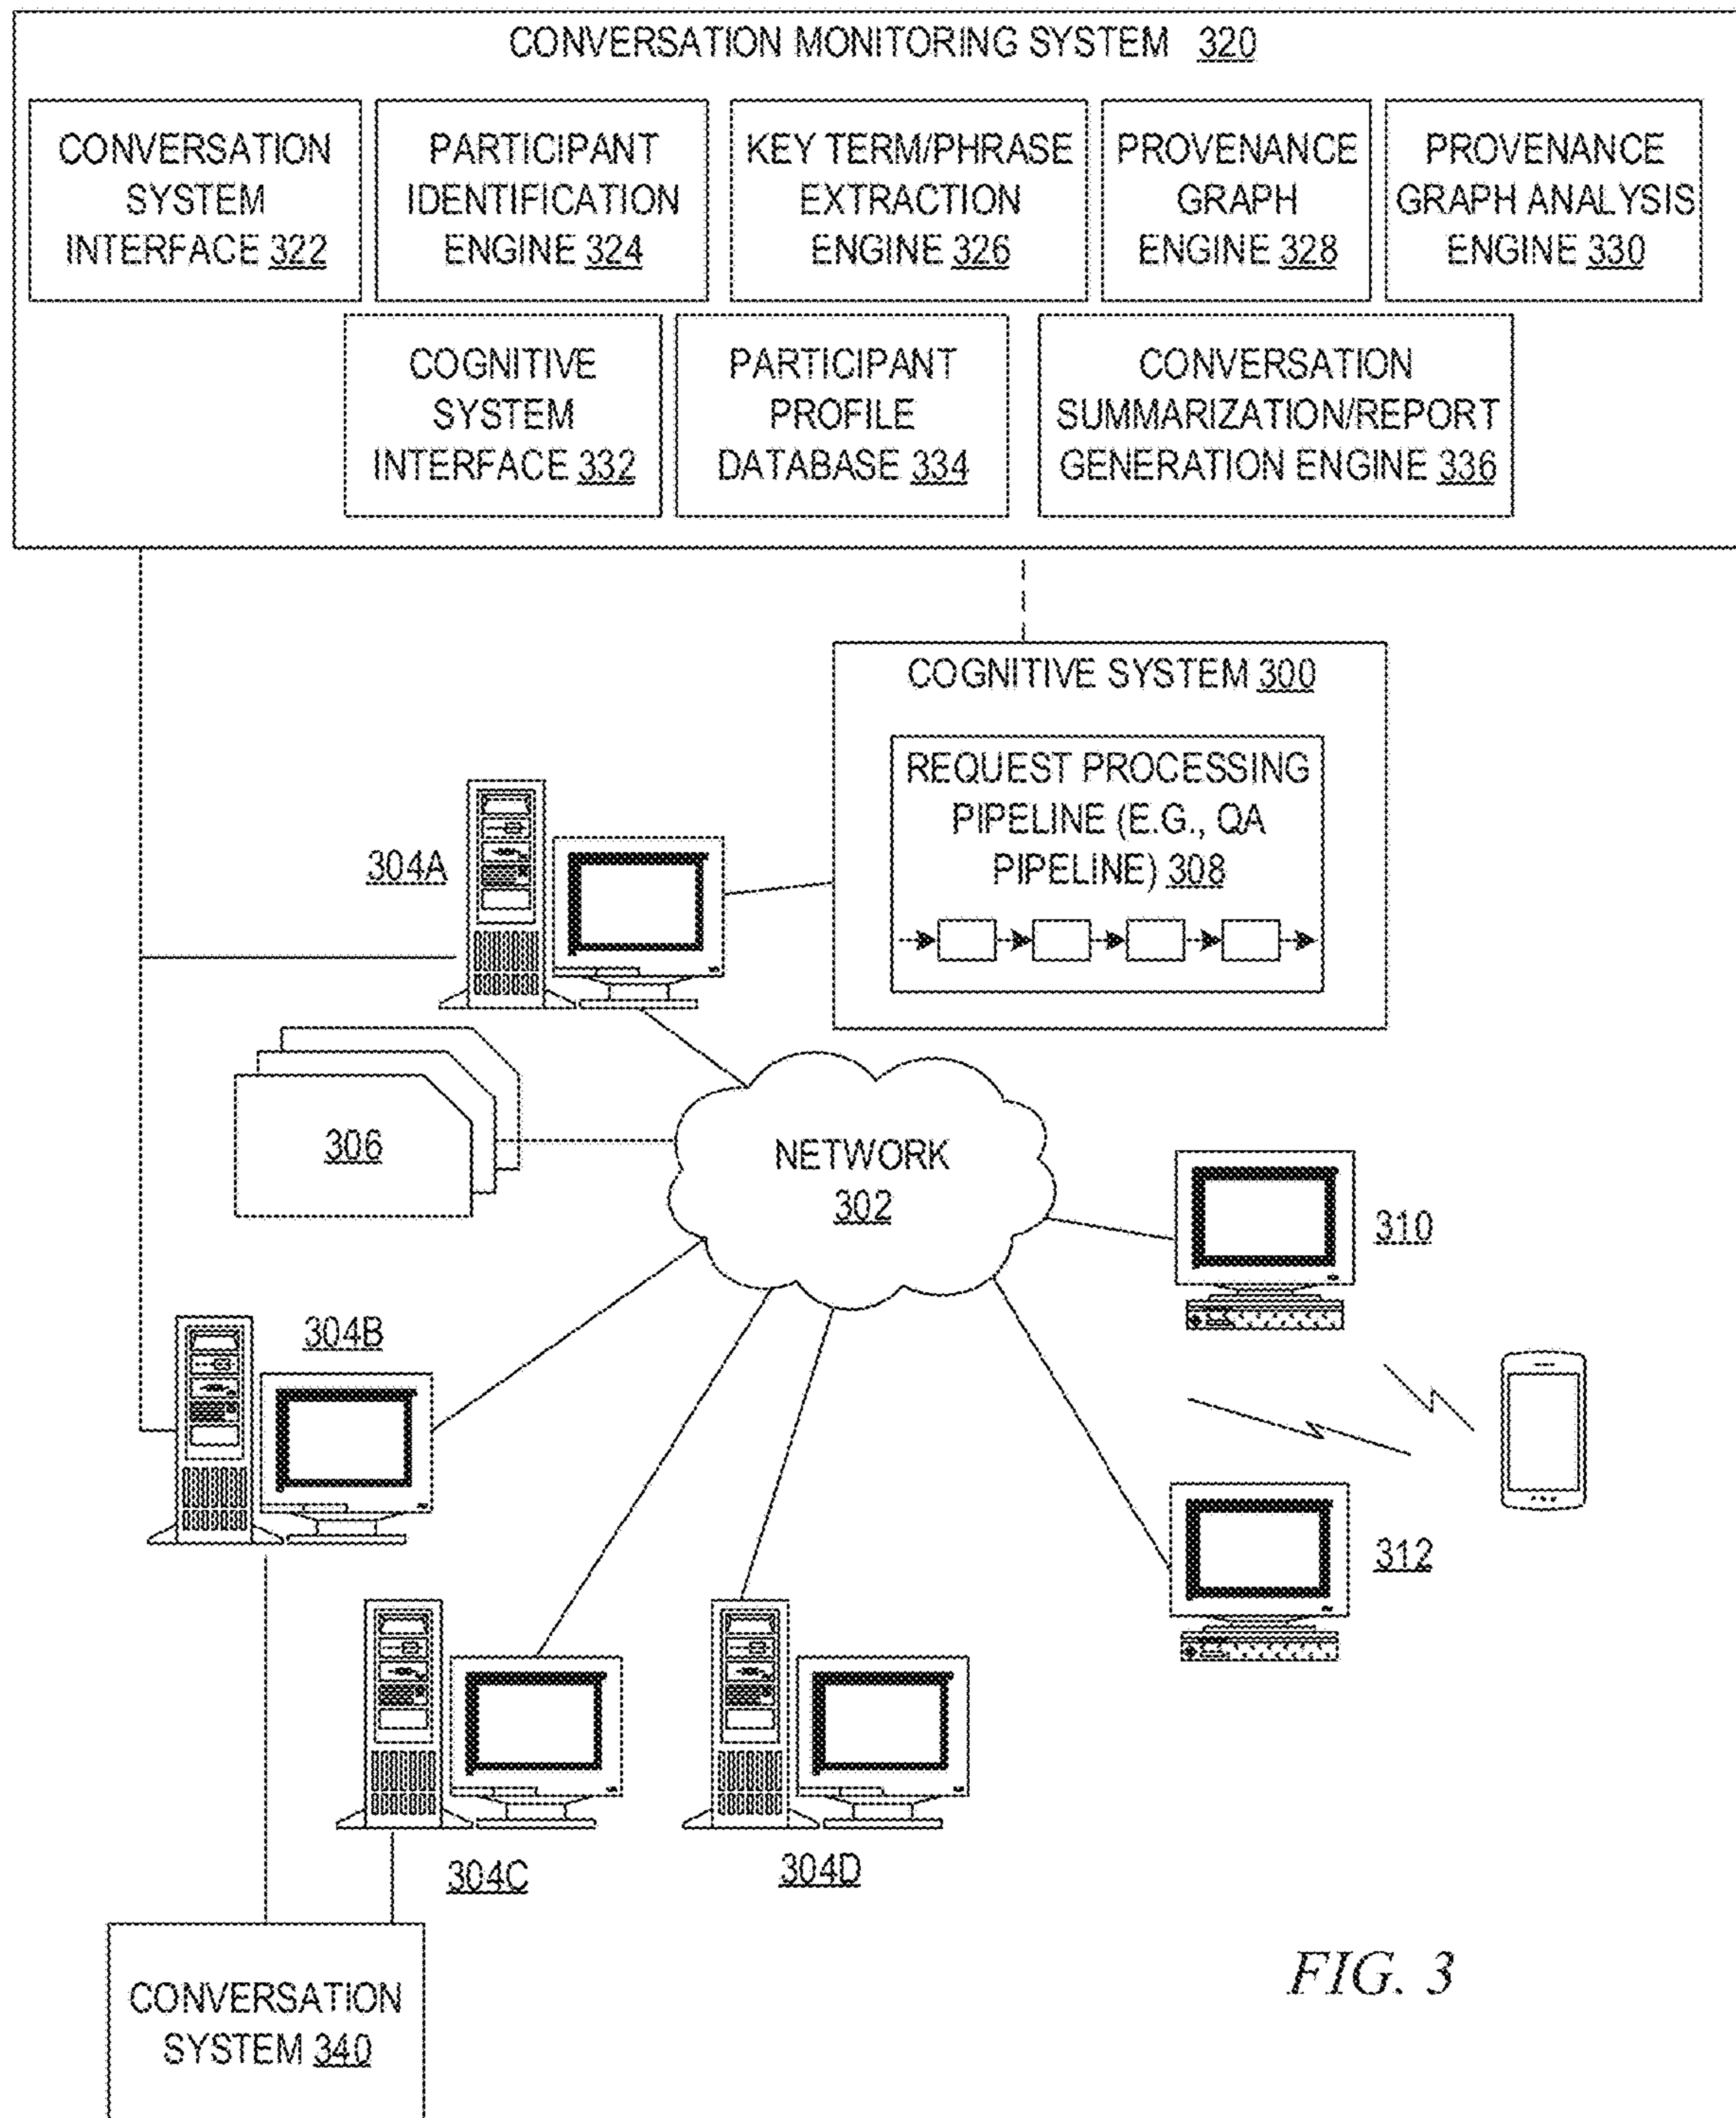 CONVERSATION MONITORING SYSTEM 320
CONVERSATION
SYSTEM
INTERFACE 322
PARTICIPANT
IDENTIFICATION
ENGINE 324
KEY TERM/PHRASE
EXTRACTION
ENGINE 326
PROVENANCE
GRAPH
ENGINE 328
PROVENANCE
GRAPH ANALYSIS
ENGINE 330
COGNITIVE
SYSTEM
INTERFACE 332
PARTICIPANT
PROFILE
DATABASE 334
CONVERSATION
SUMMARIZATION/REPORT
GENERATION ENGINE 336
COGNITIVE SYSTEM 300
REQUEST PROCESSING
PIPELINE (E.G., QA
PIPELINE) 308
304A
306
NETWORK
302
310
304B
312
304C
304D
CONVERSATION
SYSTEM 340
FIG. 3